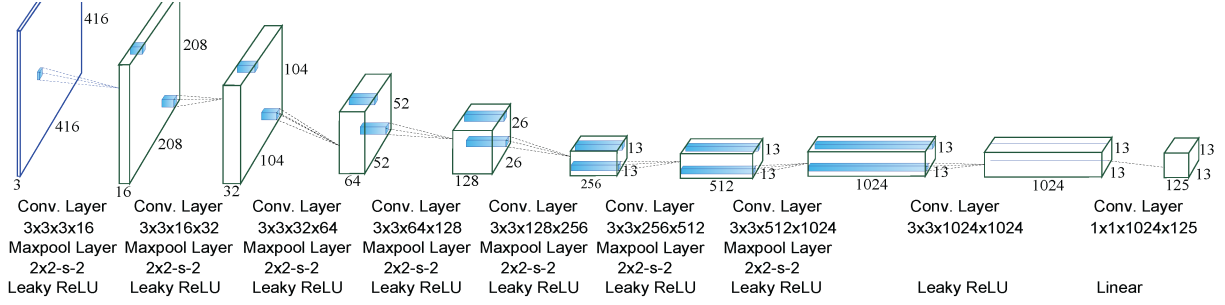 416
416
3
208
208
16
104
104
32
52
52
64
26
26
128
13
13
256
13
13
512
13
13
1024
13
13
1024
13
13
125
Conv. Layer
3x3x3x16
Maxpool Layer
2x2-s-2
Leaky ReLU
Conv. Layer
3x3x16x32
Maxpool Layer
2x2-s-2
Leaky ReLU
Conv. Layer
3x3x32x64
Maxpool Layer
2x2-s-2
Leaky ReLU
Conv. Layer
3x3x64x128
Maxpool Layer
2x2-s-2
Leaky ReLU
Conv. Layer
3x3x128x256
Maxpool Layer
2x2-s-2
Leaky ReLU
Conv. Layer
3x3x256x512
Maxpool Layer
2x2-s-2
Leaky ReLU
Conv. Layer
3x3x512x1024
Maxpool Layer
2x2-s-2
Leaky ReLU
Conv. Layer
3x3x1024x1024
Leaky ReLU
Conv. Layer
1x1x1024x125
Linear